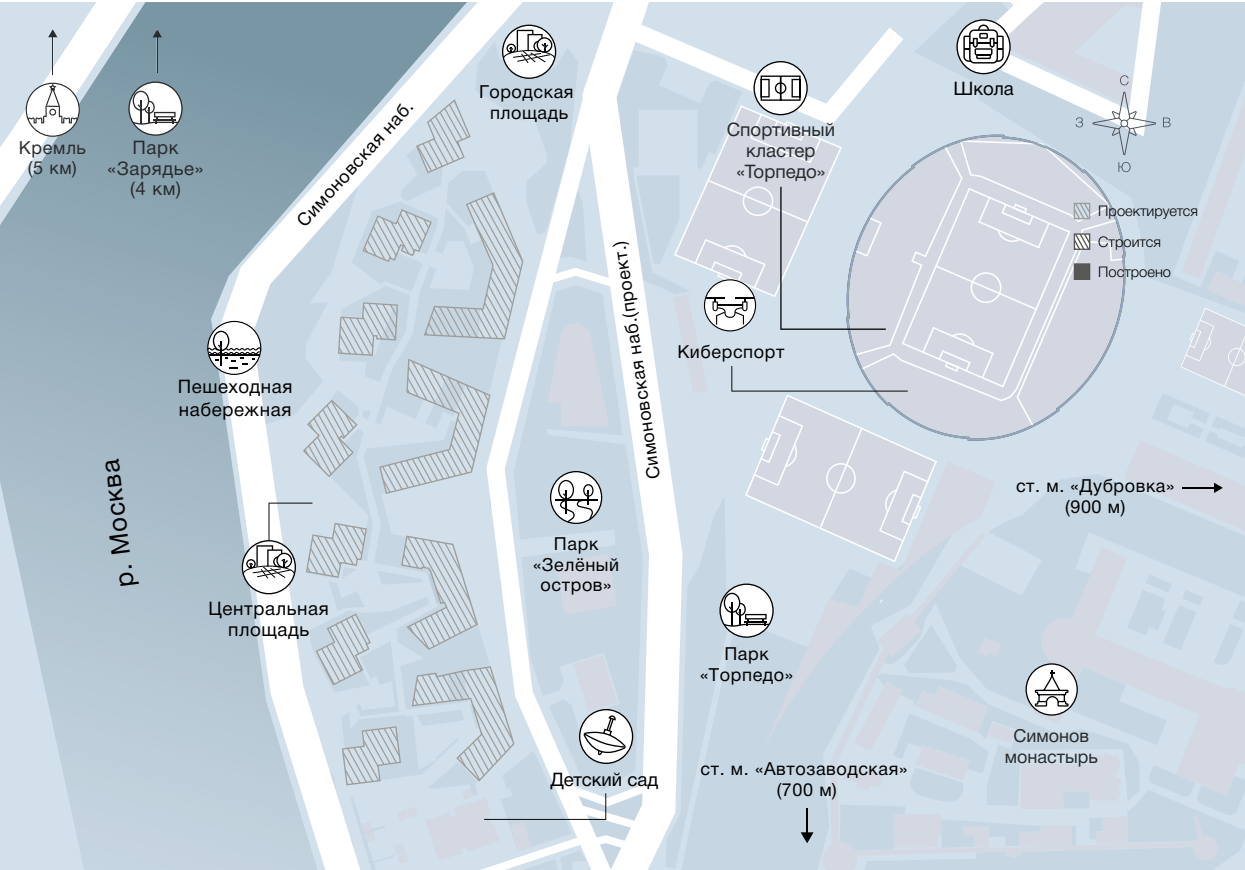 Кремль
(5 км)
Парк
«Зарядье»
(4 км)
Симоновская наб.
Городская
площадь
Спортивный
кластер
«Торпедо»
Школа
С
З
В
Ю
Проектируется
Строится
Построено
Киберспорт
Симоновская наб.(проект.)
Пешеходная
набережная
р. Москва
Центральная
площадь
Парк
«Зелёный
остров»
ст. м. «Дубровка»
(900 м)
Парк
«Торпедо»
Симонов
монастырь
Детский сад
ст. м. «Автозаводская»
(700 м)